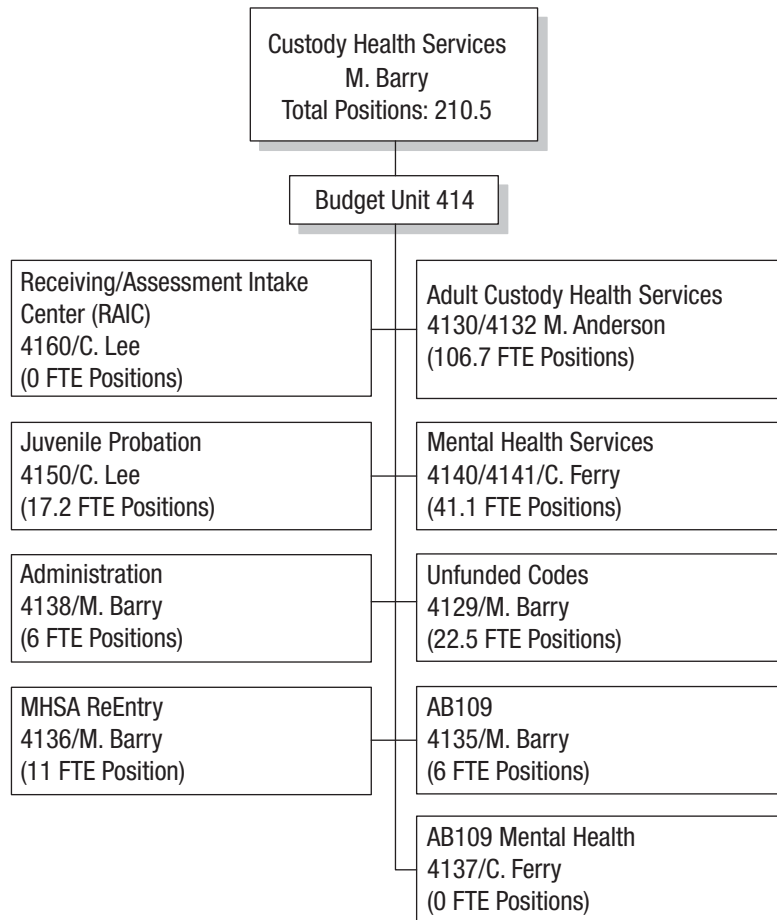 Custody Health Services
M. Barry
Total Positions: 210.5
Budget Unit 414
Receiving/Assessment Intake
Center (RAIC)
4160/C. Lee
(0 FTE Positions)
Adult Custody Health Services
4130/4132 M. Anderson
(106.7 FTE Positions)
Juvenile Probation
4150/C. Lee
(17.2 FTE Positions)
Mental Health Services
4140/4141/C. Ferry
(41.1 FTE Positions)
Administration
4138/M. Barry
(6 FTE Positions)
Unfunded Codes
4129/M. Barry
(22.5 FTE Positions)
MHSA ReEntry
4136/M. Barry
(11 FTE Position)
AB109
4135/M. Barry
(6 FTE Positions)
AB109 Mental Health
4137/C. Ferry
(0 FTE Positions)